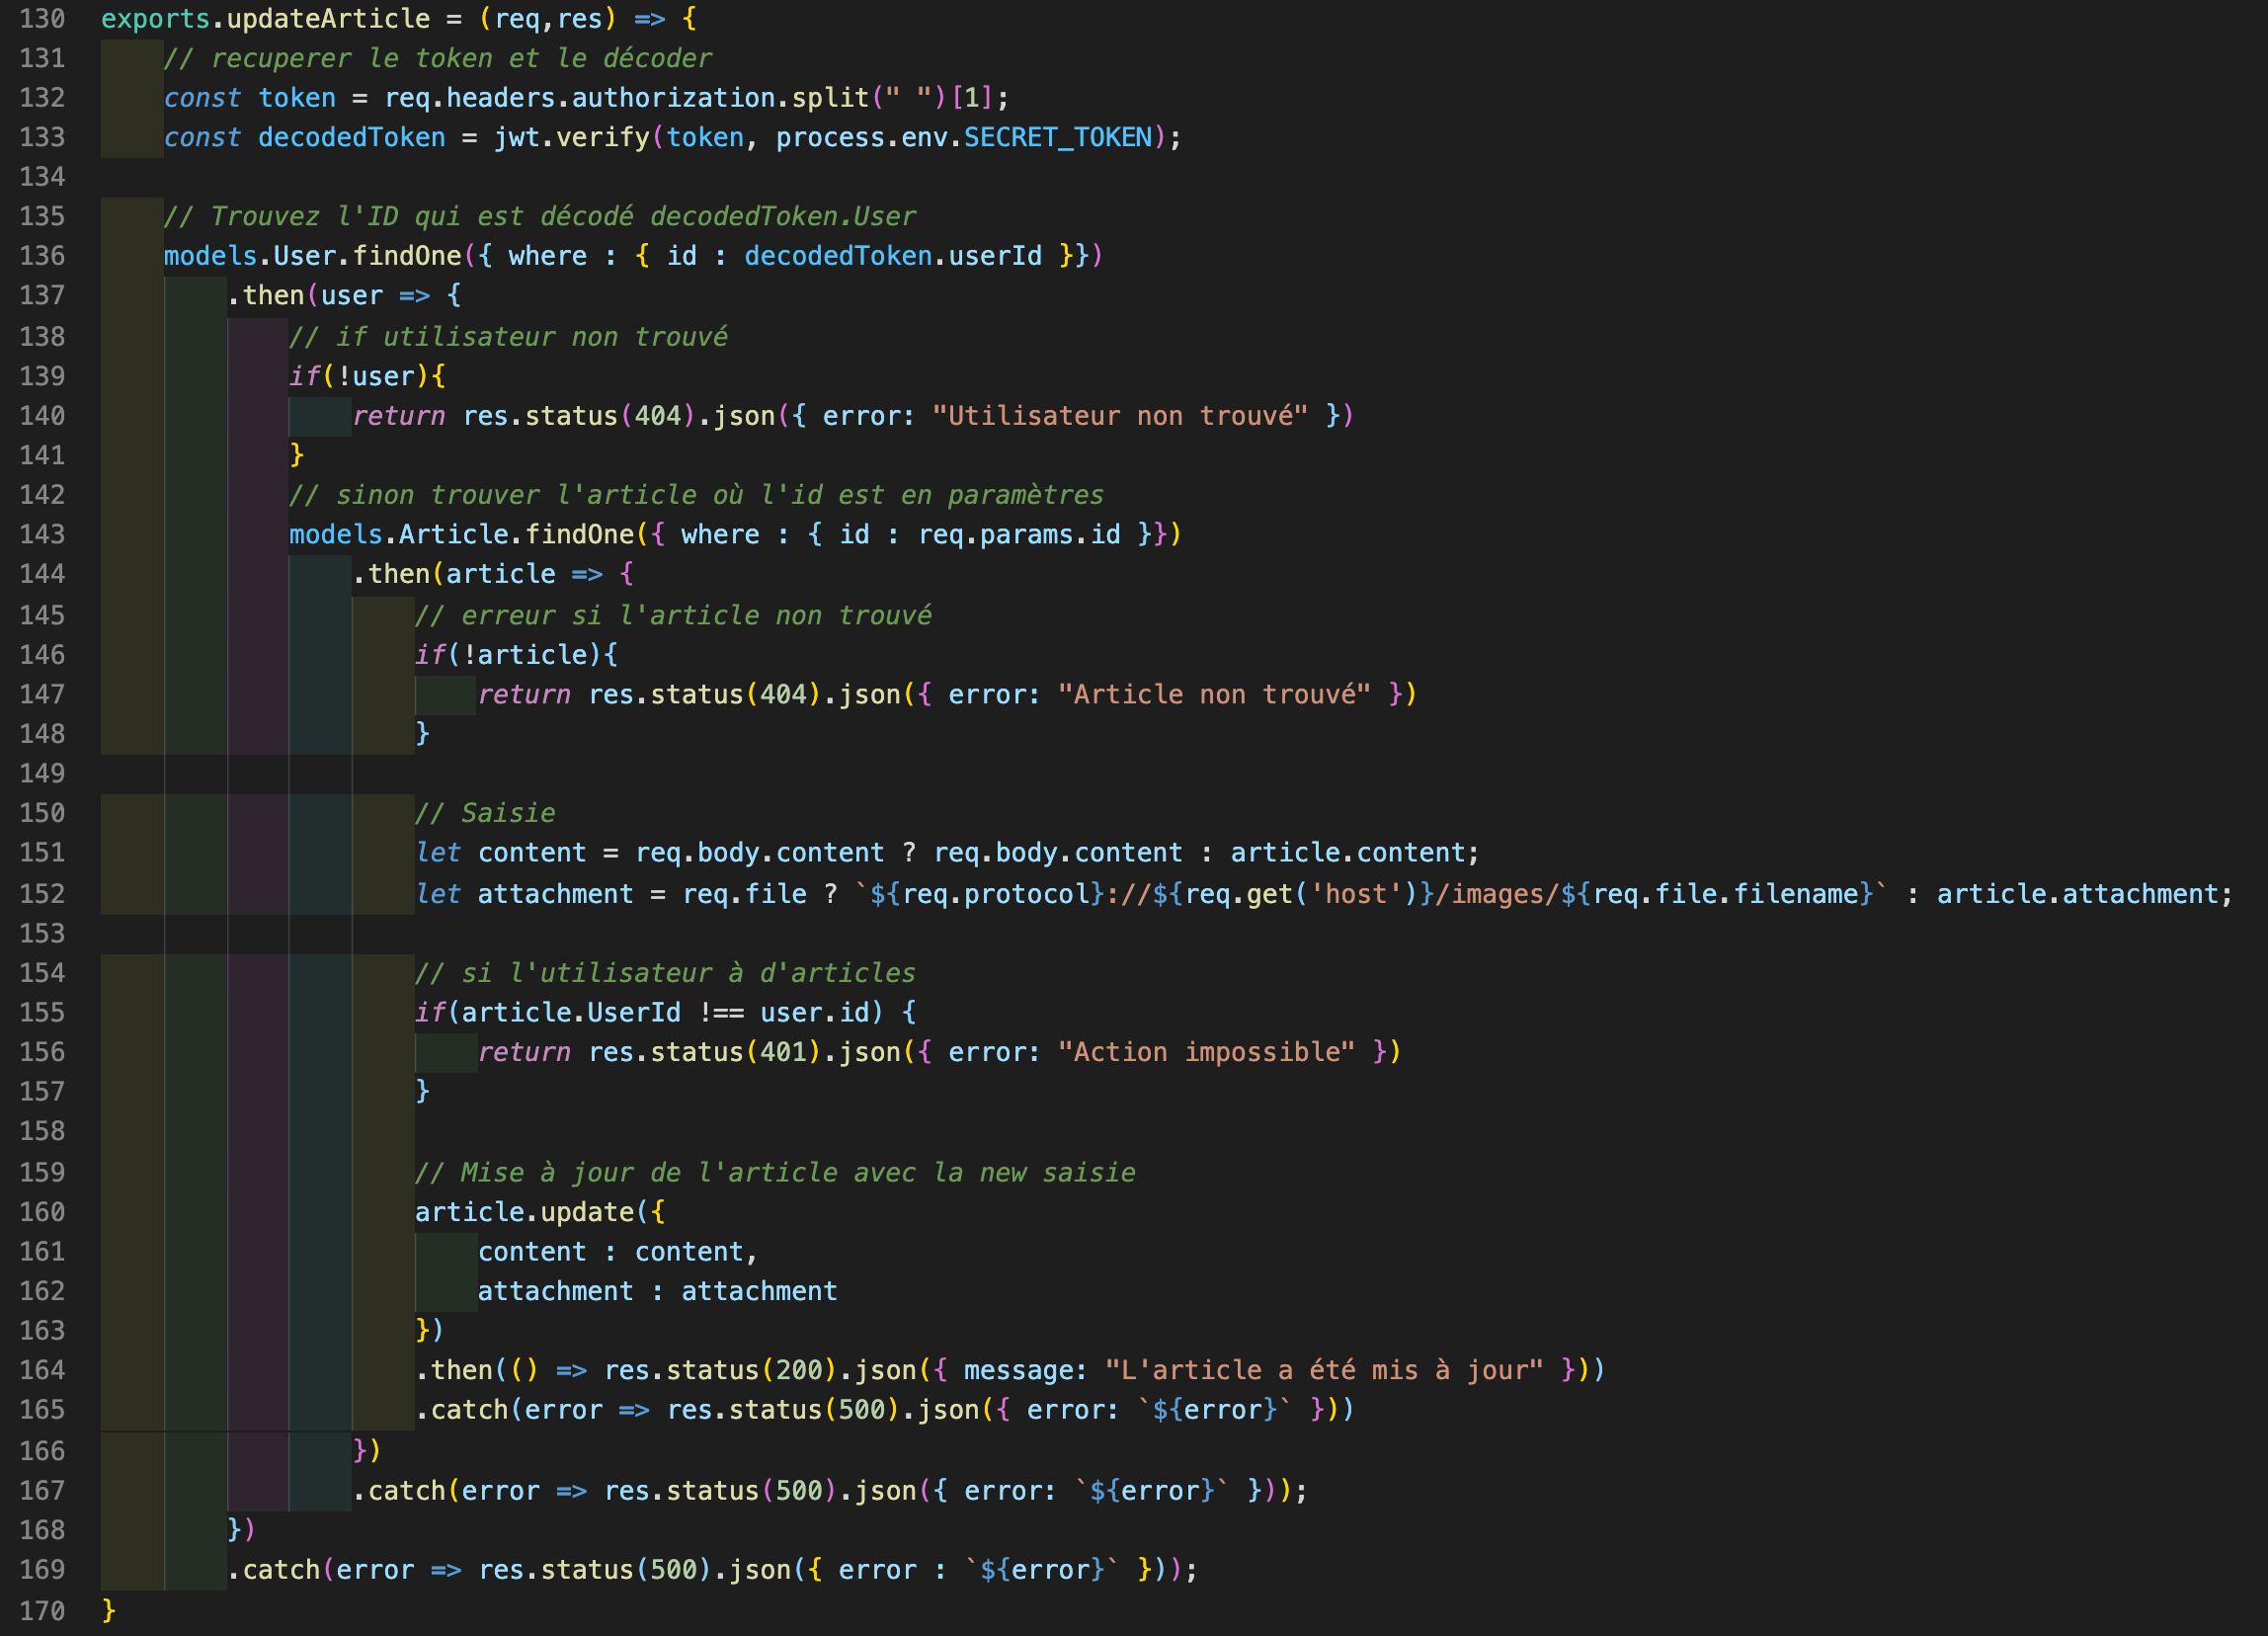 130 exports.updateArticle = (req,res) => {
131 // recuperer le token et le décoder
132 const token = req.headers.authorization.split(" ")[1];
133 const decodedToken = jwt.verify(token, process.env.SECRET_TOKEN);
134
135 // Trouvez l'ID qui est décodé decodedToken.User
136 models.User.findOne({ where : { id : decodedToken.userId }})
137 .then(user => {
138 // if utilisateur non trouvé
139 if(!user){
140 return res.status(404).json({ error: "Utilisateur non trouvé" })
141 }
142 // sinon trouver l'article où l'id est en paramètres
143 models.Article.findOne({ where : { id : req.params.id }})
144 .then(article => {
145 // erreur si l'article non trouvé
146 if(!article){
147 return res.status(404).json({ error: "Article non trouvé" })
148 }
149
150 // Saisie
151 let content = req.body.content ? req.body.content : article.content;
152 let attachment = req.file ? `${req.protocol}://${req.get('host')}/images/${req.file.filename}` : article.attachment;
153
154 // si l'utilisateur à d'articles
155 if(article.UserId !== user.id) {
156 return res.status(401).json({ error: "Action impossible" })
157 }
158
159 // Mise à jour de l'article avec la new saisie
160 article.update({
161 content : content,
162 attachment : attachment
163 })
164 .then(() => res.status(200).json({ message: "L'article a été mis à jour" }))
165 .catch(error => res.status(500).json({ error: `${error}` }))
166 })
167 .catch(error => res.status(500).json({ error: `${error}` }));
168 })
169 .catch(error => res.status(500).json({ error : `${error}` }));
170 }